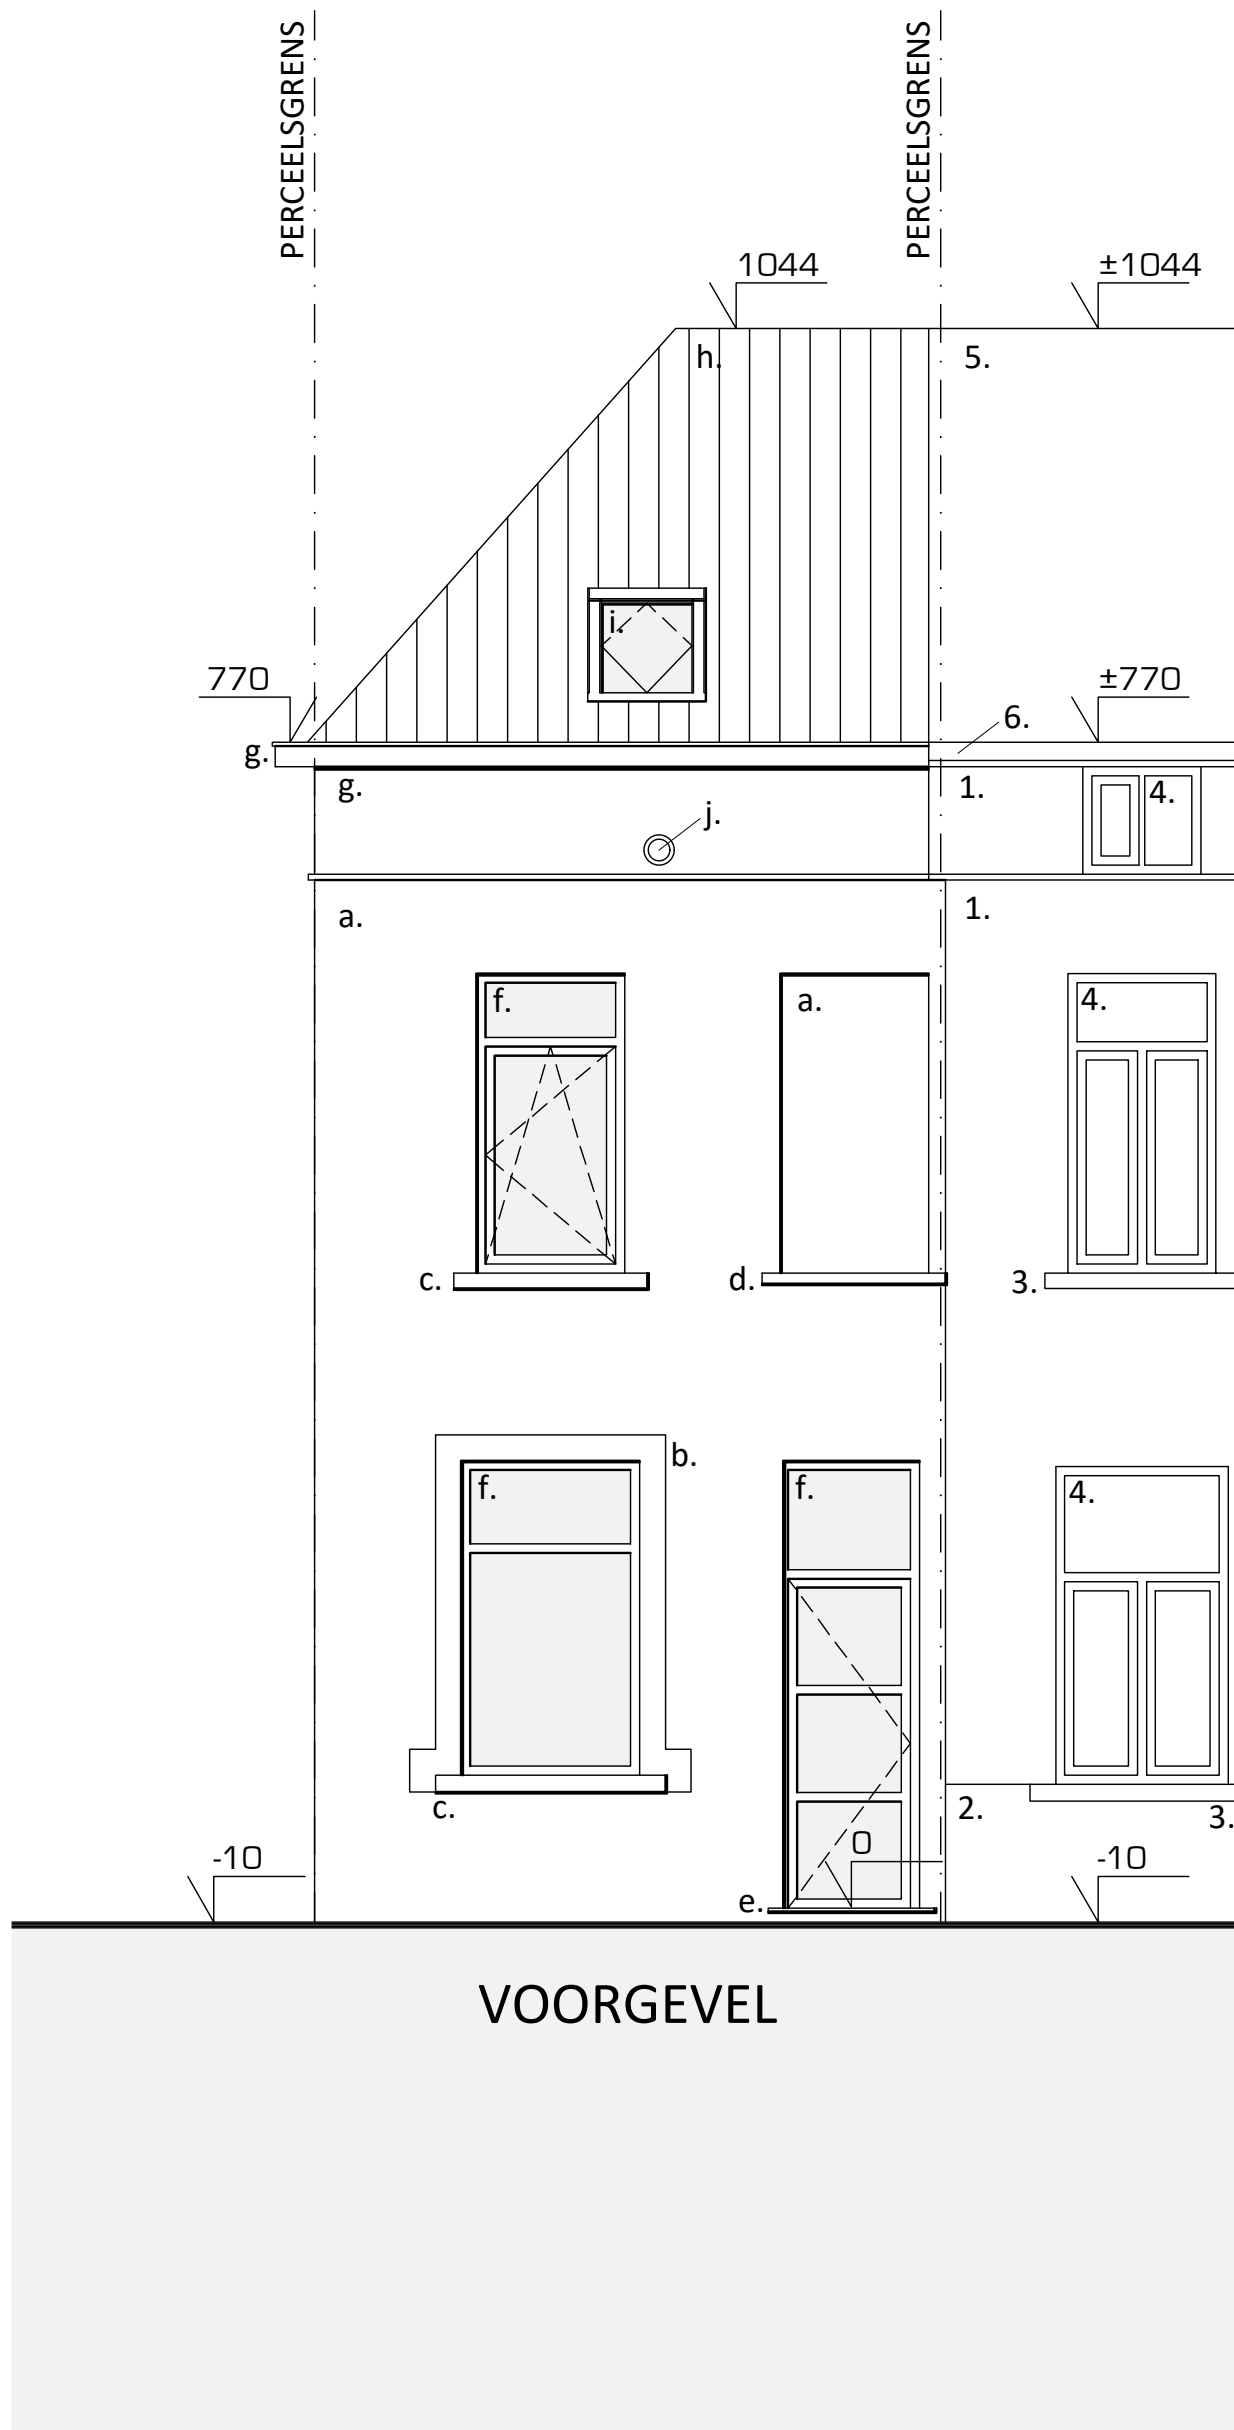 PERCEELSGRENS
PERCEELSGRENS
1044
±1044
h.
5.
i.
770
±770
6.
g.
g.
1.
4.
j.
a.
1.
f.
a.
4.
c.
d.
3.
b.
f.
f.
4.
c.
2.
3.
0
-10
-10
e.
VOORGEVEL